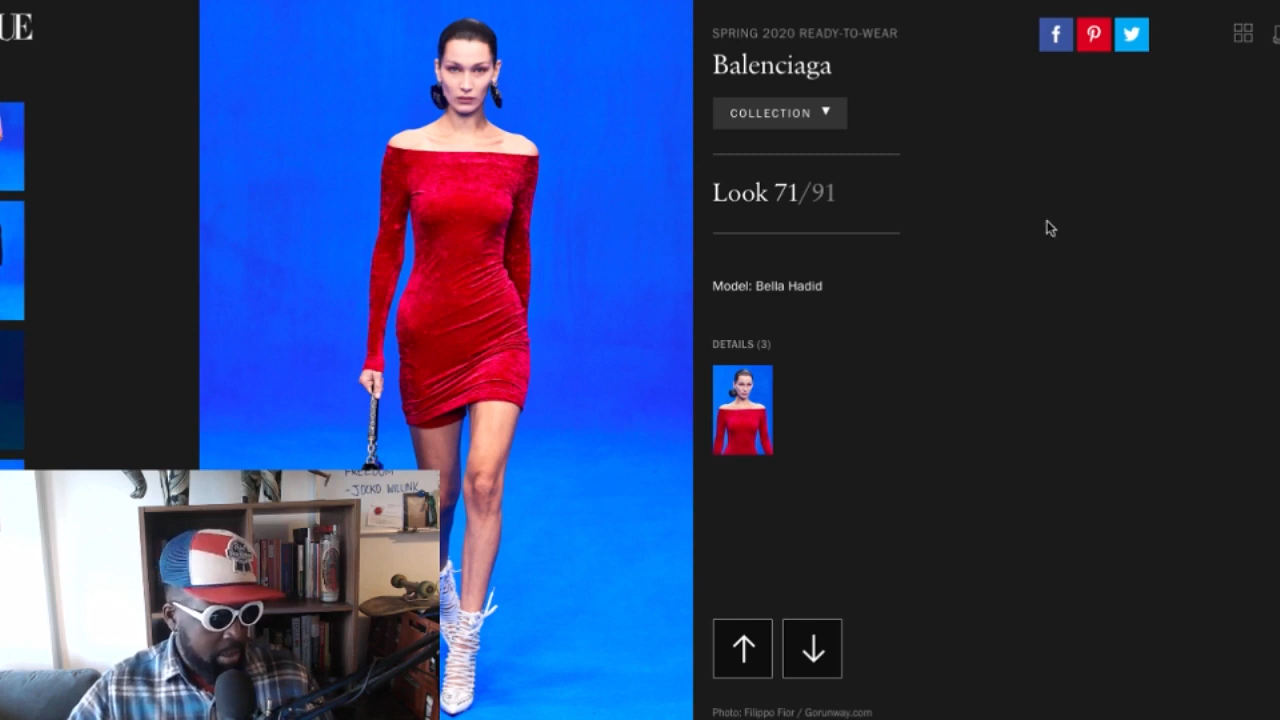 UE
SPRING 2020 READY-TO-WEAR
Balenciaga
COLLECTION ▼
Look 71/91
Model: Bella Hadid
DETAILS (3)
FREEDOM
-JOCKO WILLINK
Photo: Filippo Fior / Gorunway.com